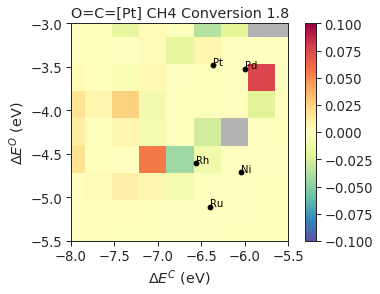 O=C=[Pt] CH4 Conversion 1.8
−3.0
−3.5
−4.0
−4.5
−5.0
−5.5
ΔE^O (eV)
Pt
Pd
Rh
Ni
Ru
−8.0 −7.5 −7.0 −6.5 −6.0 −5.5
ΔE^C (eV)
0.100
0.075
0.050
0.025
0.000
−0.025
−0.050
−0.075
−0.100